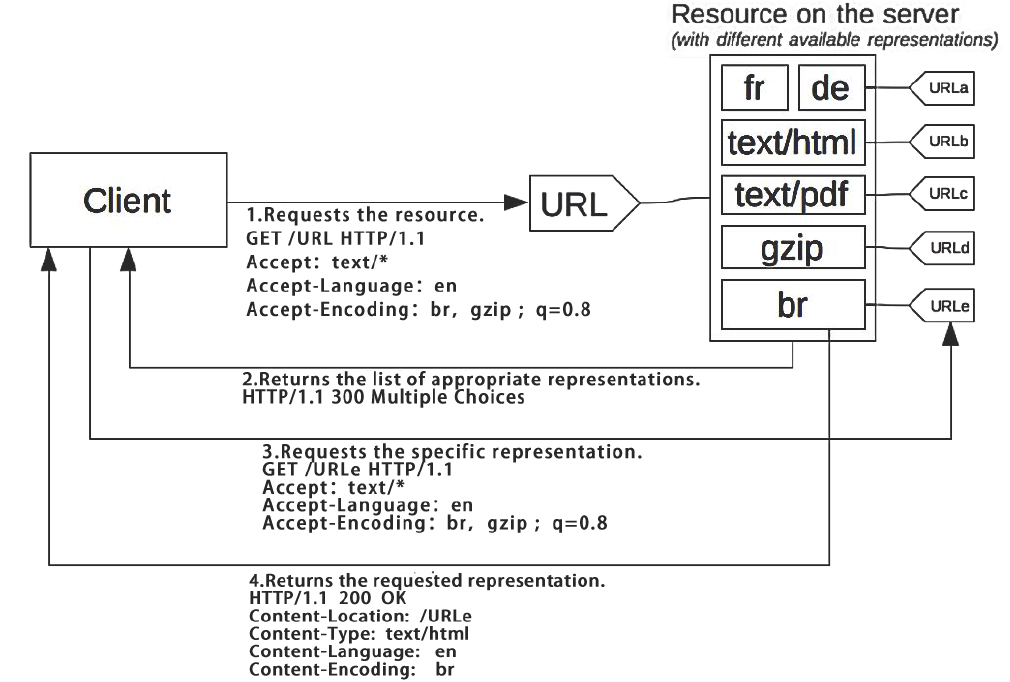 Resource on the server
(with different available representations)
fr
de
URLa
text/html
URLb
Client
URL
text/pdf
URLc
1.Requests the resource.
GET /URL HTTP/1.1
Accept: text/*
Accept-Language: en
Accept-Encoding: br, gzip ; q=0.8
gzip
URLd
br
URLe
2.Returns the list of appropriate representations.
HTTP/1.1 300 Multiple Choices
3.Requests the specific representation.
GET /URLe HTTP/1.1
Accept: text/*
Accept-Language: en
Accept-Encoding: br, gzip ; q=0.8
4.Returns the requested representation.
HTTP/1.1 200 OK
Content-Location: /URLe
Content-Type: text/html
Content-Language: en
Content-Encoding: br